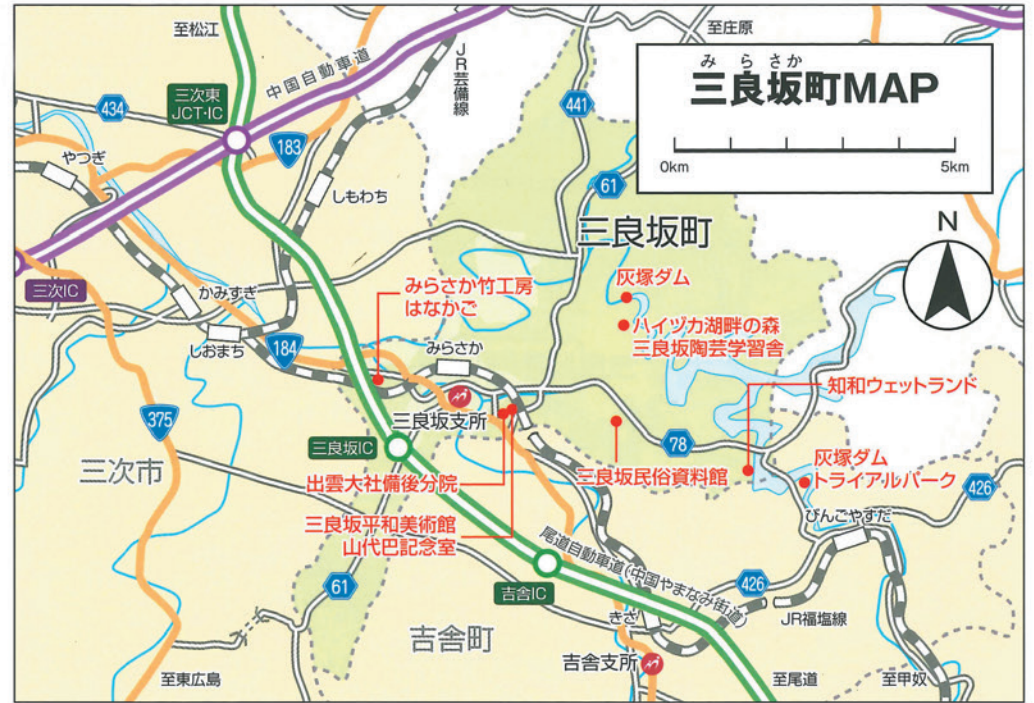 至松江
中国自動車道
JR芸備線
至庄原
みらさか
三良坂町MAP
0km
5km
434
三次東
JCT・IC
183
441
61
やつぎ
しもわち
三良坂町
N
三次IC
かみすぎ
みらさか竹工房
はなかご
灰塚ダム
ハイヅカ湖畔の森
三良坂陶芸学習舎
しおまち
184
みらさか
知和ウェットランド
375
三良坂支所
三良坂IC
78
三次市
出雲大社備後分院
三良坂民俗資料館
灰塚ダム
トライアルパーク
426
三良坂平和美術館
山代巴記念室
びんごやすだ
尾道自動車道(中国やまなみ街道)
61
吉舎IC
426
きさ
JR福塩線
吉舎町
吉舎支所
至東広島
至尾道
至甲奴